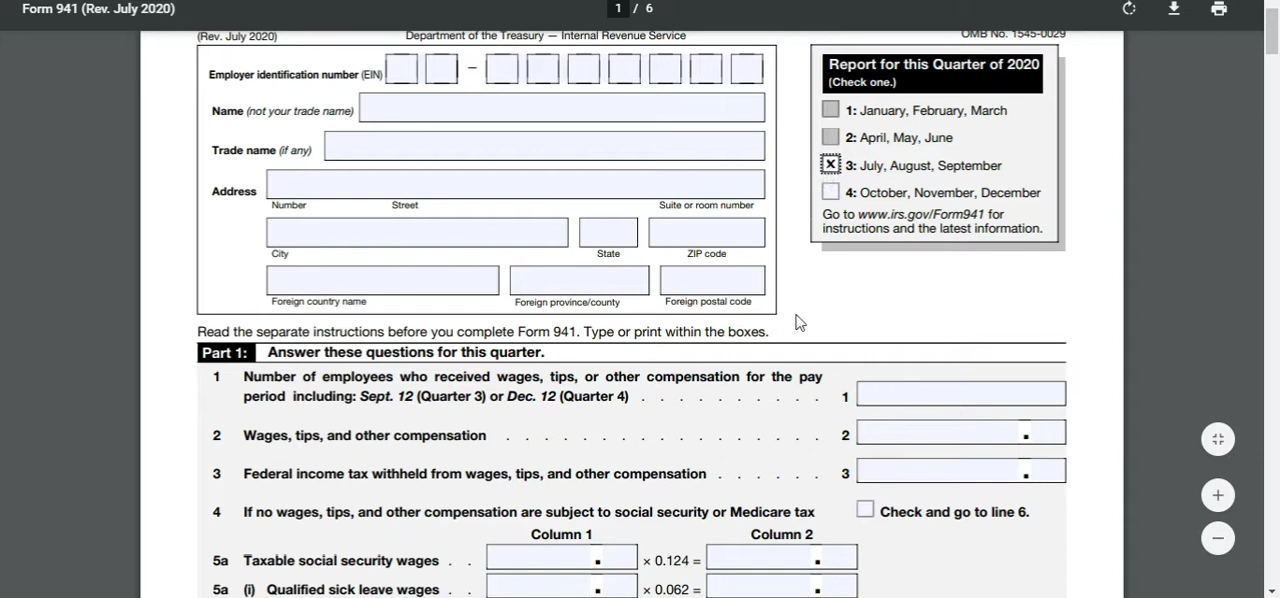 Form 941 (Rev. July 2020)
1 / 6
(Rev. July 2020) Department of the Treasury — Internal Revenue Service OMB No. 1545-0029
Employer identification number (EIN) –
Name (not your trade name)
Trade name (if any)
Address
Number Street Suite or room number
City State ZIP code
Foreign country name Foreign province/county Foreign postal code
Report for this Quarter of 2020
(Check one.)
1: January, February, March
2: April, May, June
X 3: July, August, September
4: October, November, December
Go to www.irs.gov/Form941 for
instructions and the latest information.
Read the separate instructions before you complete Form 941. Type or print within the boxes.
Part 1: Answer these questions for this quarter.
1 Number of employees who received wages, tips, or other compensation for the pay
period including: Sept. 12 (Quarter 3) or Dec. 12 (Quarter 4) . . . . . . . . . . 1
2 Wages, tips, and other compensation . . . . . . . . . . . . . . . . . 2 .
3 Federal income tax withheld from wages, tips, and other compensation . . . . . . 3 .
4 If no wages, tips, and other compensation are subject to social security or Medicare tax Check and go to line 6.
Column 1 Column 2
5a Taxable social security wages . . . × 0.124 = .
5a (i) Qualified sick leave wages . . . × 0.062 = .